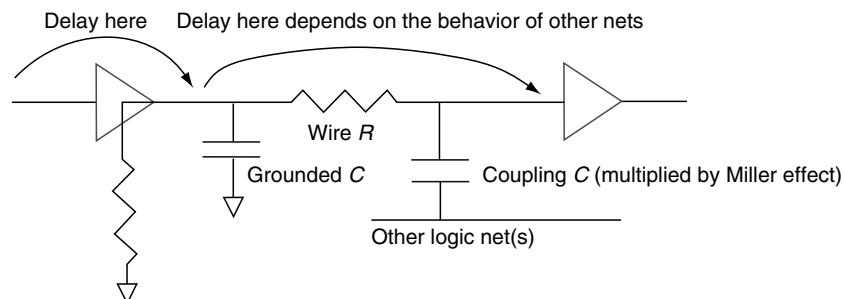 Delay here
Delay here depends on the behavior of other nets
Wire R
Grounded C
Coupling C (multiplied by Miller effect)
Other logic net(s)